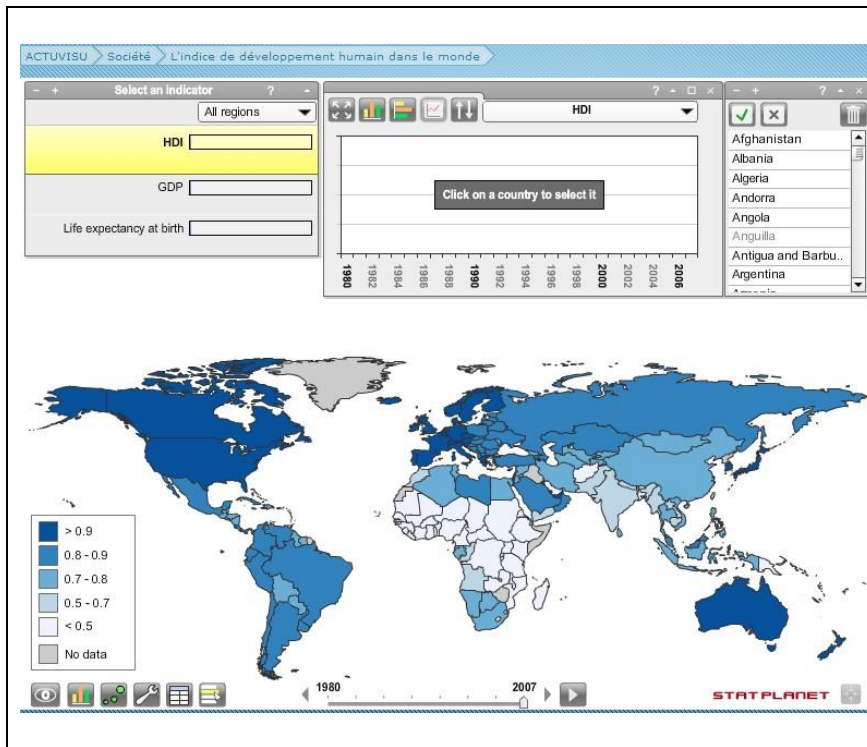 ACTUVISU Société L'indice de développement humain dans le monde
Select an indicator ?
All regions
HDI
GDP
Life expectancy at birth
?
HDI
Click on a country to select it
1980 1982 1984 1986 1988 1990 1992 1994 1996 1998 2000 2002 2004 2006
?
Afghanistan
Albania
Algeria
Andorra
Angola
Anguilla
Antigua and Barbu..
Argentina
> 0.9
0.8 - 0.9
0.7 - 0.8
0.5 - 0.7
< 0.5
No data
1980 2007
STATPLANET